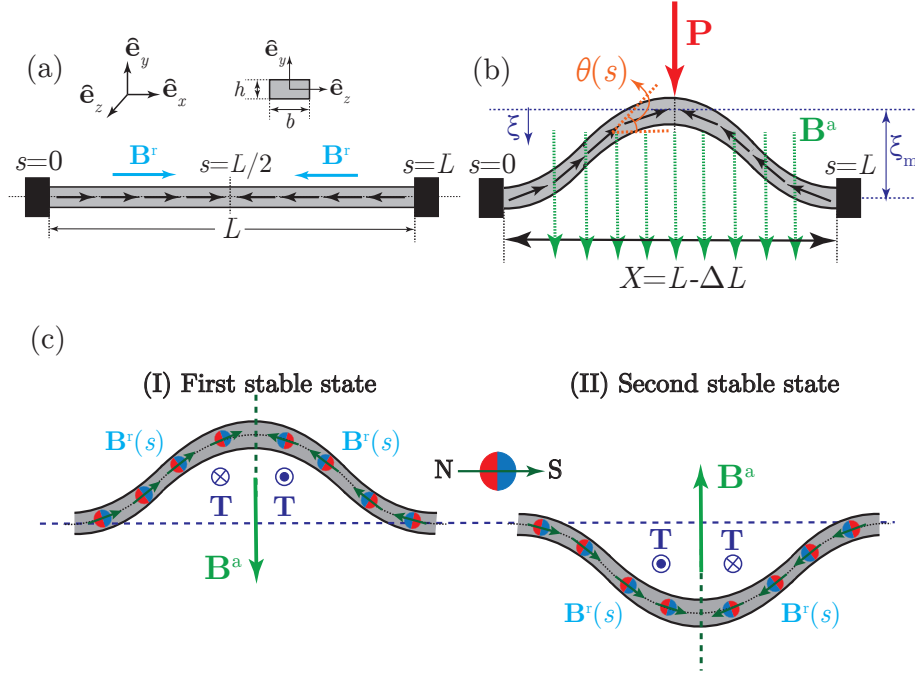 (a)
ê_y
ê_z
ê_x
ê_y
h
ê_z
b
s=0
B^r
s=L/2
B^r
s=L
L
(b)
P
θ(s)
ξ
B^a
ξ_m
s=0
s=L
X=L-ΔL
(c)
(I) First stable state
(II) Second stable state
B^r(s)
B^r(s)
N
S
T
T
B^a
B^a
T
T
B^r(s)
B^r(s)